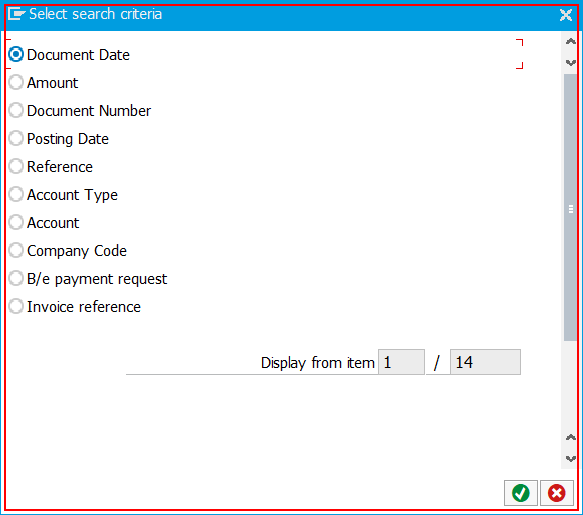 Select search criteria
Document Date
Amount
Document Number
Posting Date
Reference
Account Type
Account
Company Code
B/e payment request
Invoice reference
Display from item 1 / 14